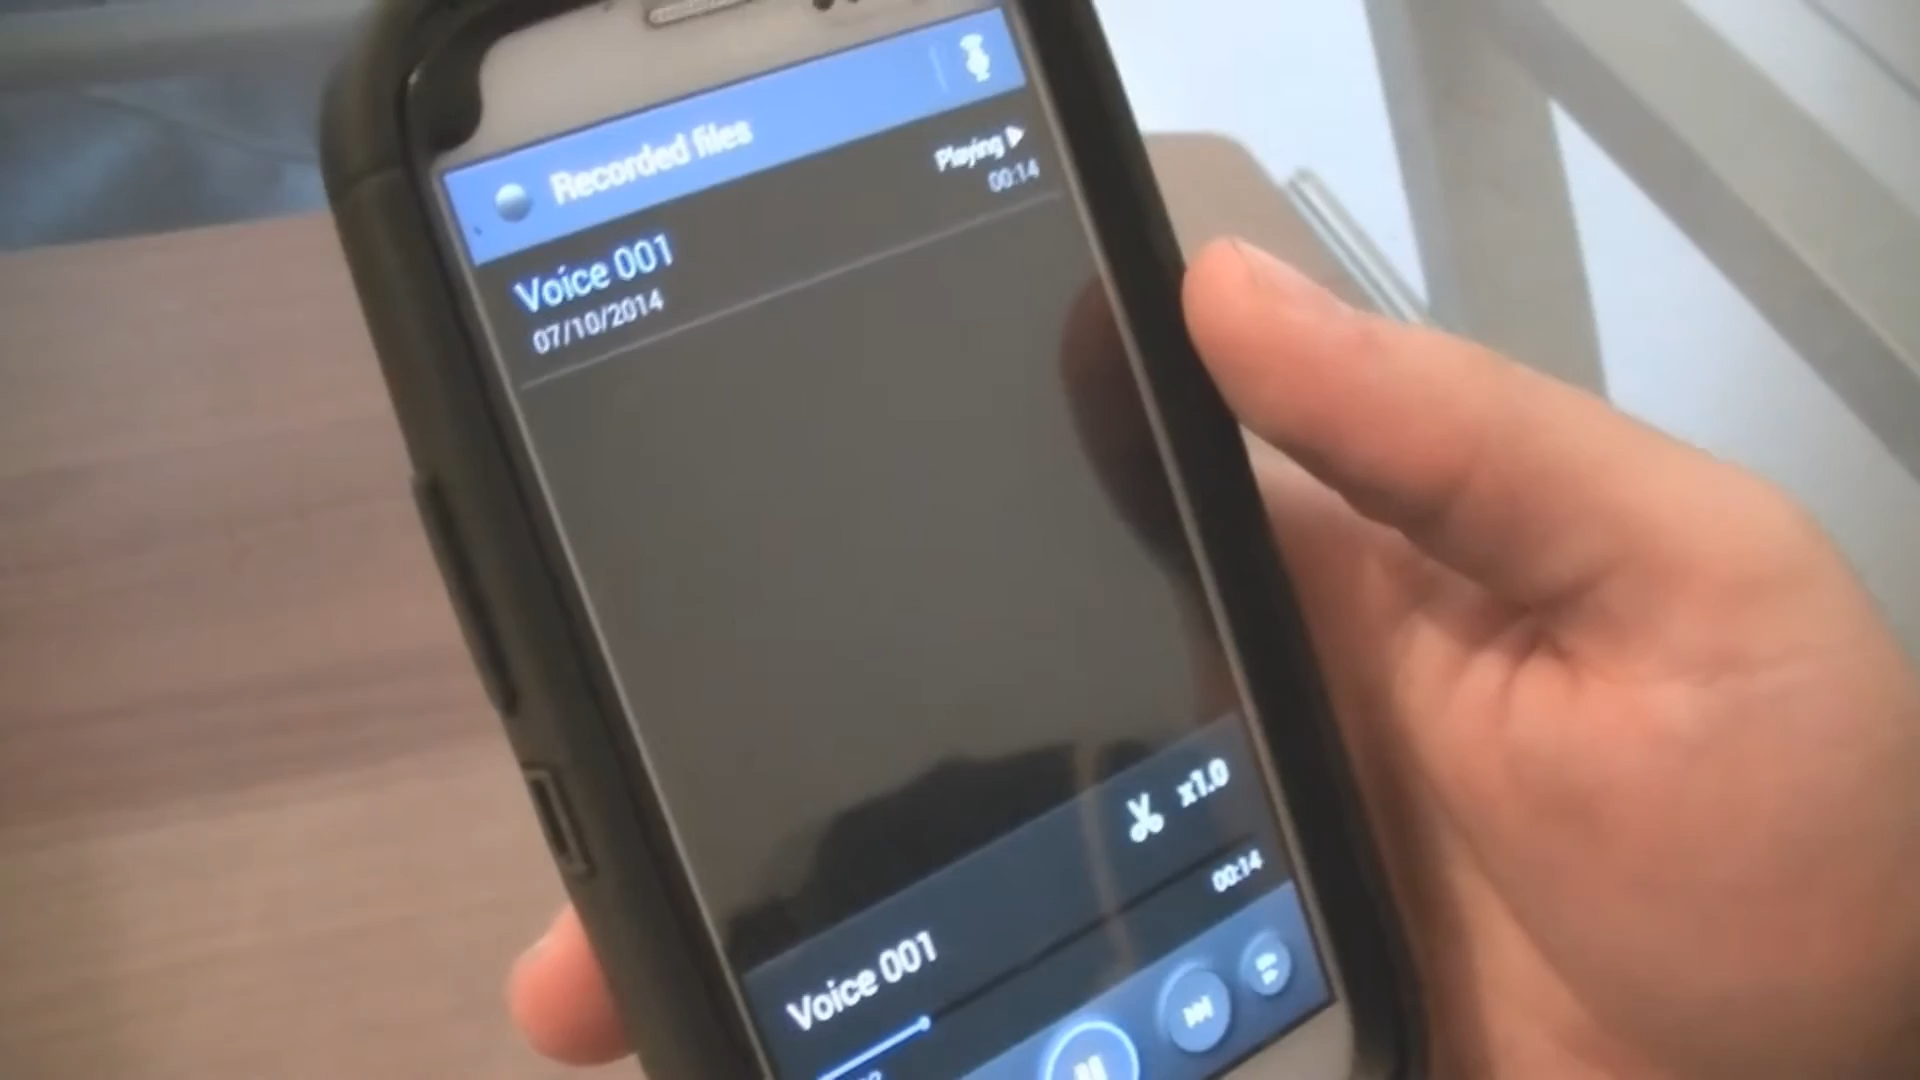 Recorded files
Playing
00:14
Voice 001
07/10/2014
x1.0
00:14
Voice 001